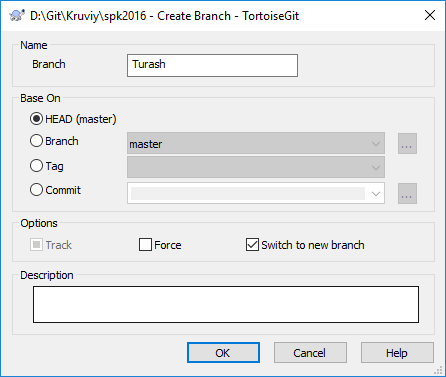 D:\Git\Kruviy\spk2016 - Create Branch - TortoiseGit
Name
Branch Turash
Base On
HEAD (master)
Branch master ...
Tag
Commit ...
Options
Track Force Switch to new branch
Description
OK Cancel Help